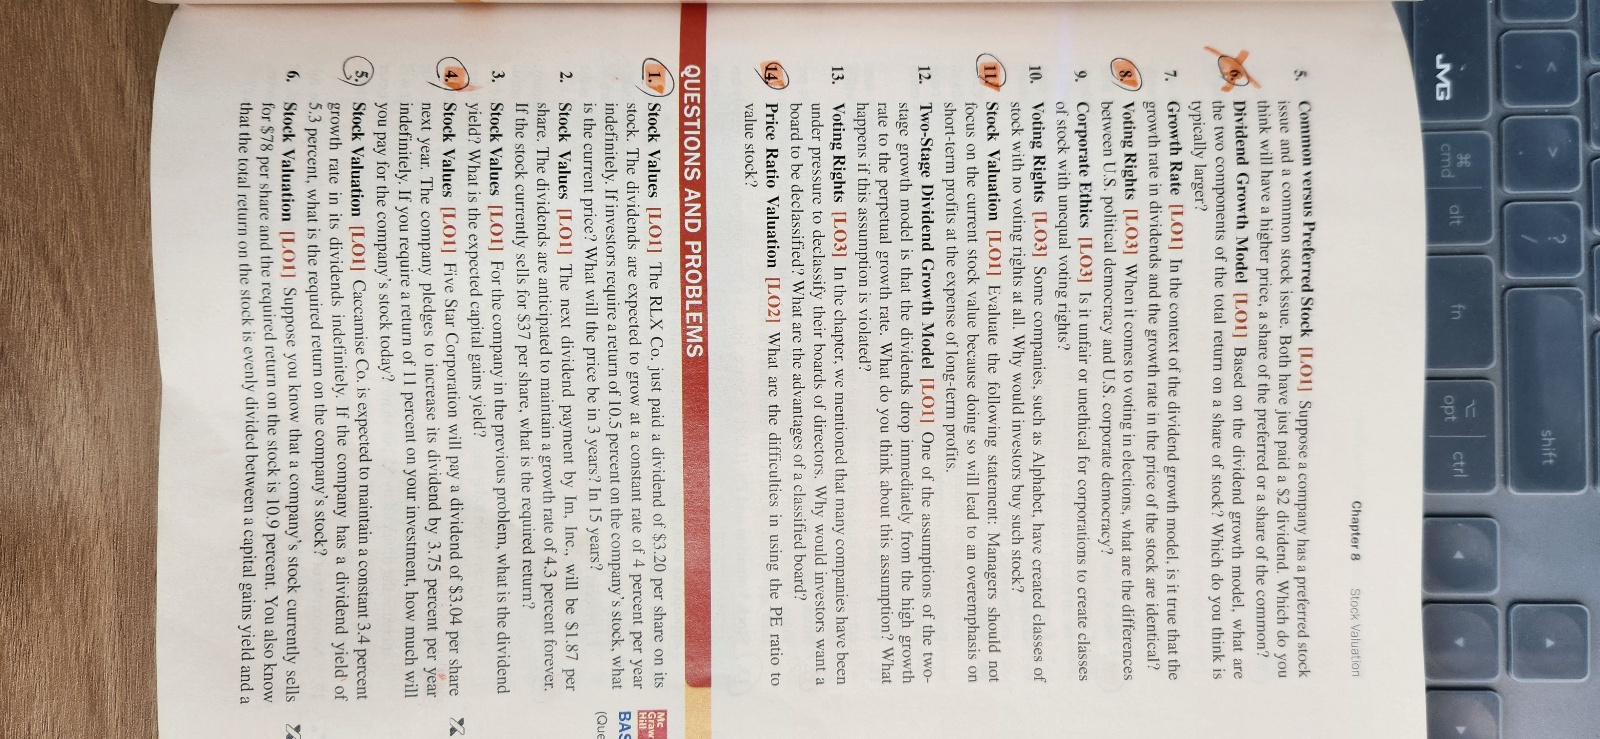 Chapter 8 Stock Valuation
5. Common versus Preferred Stock [LO1] Suppose a company has a preferred stock
issue and a common stock issue. Both have just paid a $2 dividend. Which do you
think will have a higher price, a share of the preferred or a share of the common?
6. Dividend Growth Model [LO1] Based on the dividend growth model, what are
the two components of the total return on a share of stock? Which do you think is
typically larger?
7. Growth Rate [LO1] In the context of the dividend growth model, is it true that the
growth rate in dividends and the growth rate in the price of the stock are identical?
8. Voting Rights [LO3] When it comes to voting in elections, what are the differences
between U.S. political democracy and U.S. corporate democracy?
9. Corporate Ethics [LO3] Is it unfair or unethical for corporations to create classes
of stock with unequal voting rights?
10. Voting Rights [LO3] Some companies, such as Alphabet, have created classes of
stock with no voting rights at all. Why would investors buy such stock?
11. Stock Valuation [LO1] Evaluate the following statement: Managers should not
focus on the current stock value because doing so will lead to an overemphasis on
short-term profits at the expense of long-term profits.
12. Two-Stage Dividend Growth Model [LO1] One of the assumptions of the two-
stage growth model is that the dividends drop immediately from the high growth
rate to the perpetual growth rate. What do you think about this assumption? What
happens if this assumption is violated?
13. Voting Rights [LO3] In the chapter, we mentioned that many companies have been
under pressure to declassify their boards of directors. Why would investors want a
board to be declassified? What are the advantages of a classified board?
14. Price Ratio Valuation [LO2] What are the difficulties in using the PE ratio to
value stock?
QUESTIONS AND PROBLEMS
1. Stock Values [LO1] The RLX Co. just paid a dividend of $3.20 per share on its
stock. The dividends are expected to grow at a constant rate of 4 percent per year
indefinitely. If investors require a return of 10.5 percent on the company's stock, what
is the current price? What will the price be in 3 years? In 15 years?
2. Stock Values [LO1] The next dividend payment by Im, Inc., will be $1.87 per
share. The dividends are anticipated to maintain a growth rate of 4.3 percent forever.
If the stock currently sells for $37 per share, what is the required return?
3. Stock Values [LO1] For the company in the previous problem, what is the dividend
yield? What is the expected capital gains yield?
4. Stock Values [LO1] Five Star Corporation will pay a dividend of $3.04 per share
next year. The company pledges to increase its dividend by 3.75 percent per year
indefinitely. If you require a return of 11 percent on your investment, how much will
you pay for the company's stock today?
5. Stock Valuation [LO1] Caccamise Co. is expected to maintain a constant 3.4 percent
growth rate in its dividends indefinitely. If the company has a dividend yield of
5.3 percent, what is the required return on the company's stock?
6. Stock Valuation [LO1] Suppose you know that a company's stock currently sells
for $78 per share and the required return on the stock is 10.9 percent. You also know
that the total return on the stock is evenly divided between a capital gains yield and a
Mc
Graw
Hill
BAS
(Que
JMG
cmd
alt
fn
opt
ctrl
shift